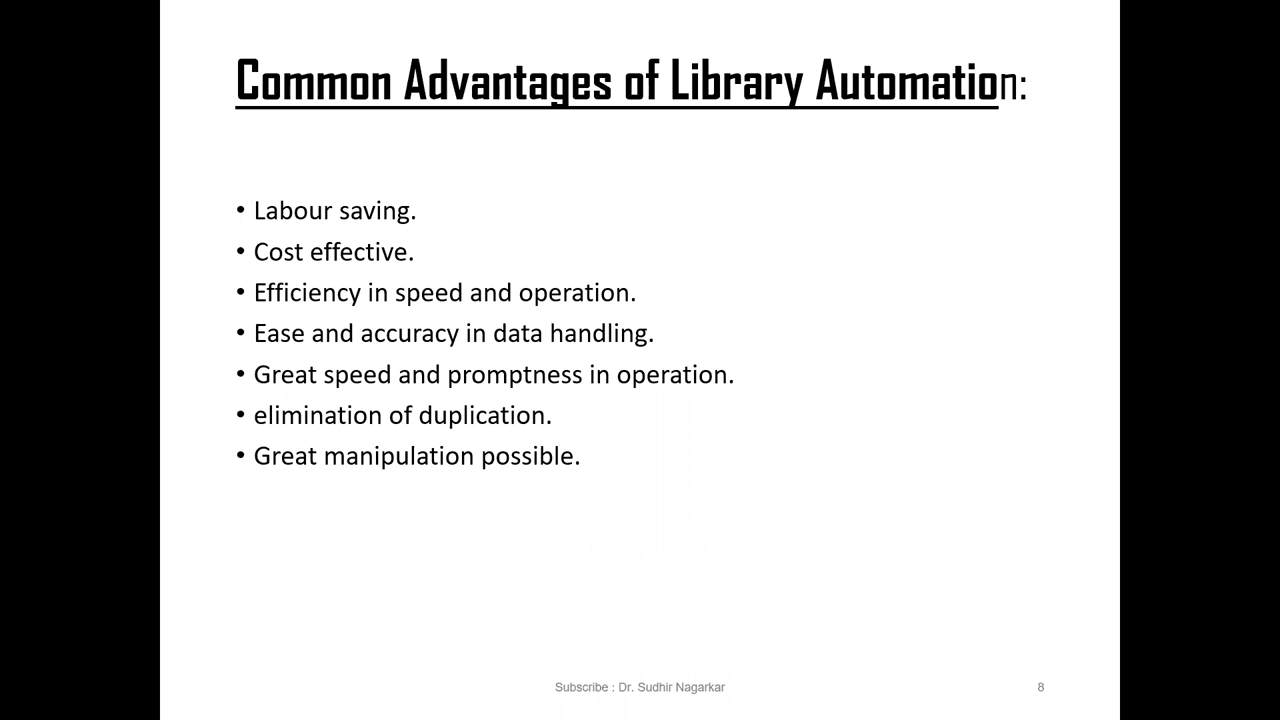 Common Advantages of Library Automation:
• Labour saving.
• Cost effective.
• Efficiency in speed and operation.
• Ease and accuracy in data handling.
• Great speed and promptness in operation.
• elimination of duplication.
• Great manipulation possible.
Subscribe : Dr. Sudhir Nagarkar
8